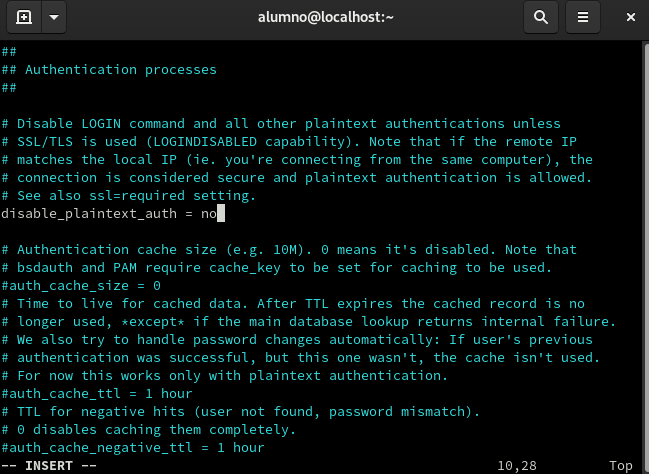 alumno@localhost:~
##
## Authentication processes
##
# Disable LOGIN command and all other plaintext authentications unless
# SSL/TLS is used (LOGINDISABLED capability). Note that if the remote IP
# matches the local IP (ie. you're connecting from the same computer), the
# connection is considered secure and plaintext authentication is allowed.
# See also ssl=required setting.
disable_plaintext_auth = no
# Authentication cache size (e.g. 10M). 0 means it's disabled. Note that
# bsdauth and PAM require cache_key to be set for caching to be used.
#auth_cache_size = 0
# Time to live for cached data. After TTL expires the cached record is no
# longer used, *except* if the main database lookup returns internal failure.
# We also try to handle password changes automatically: If user's previous
# authentication was successful, but this one wasn't, the cache isn't used.
# For now this works only with plaintext authentication.
#auth_cache_ttl = 1 hour
# TTL for negative hits (user not found, password mismatch).
# 0 disables caching them completely.
#auth_cache_negative_ttl = 1 hour
-- INSERT -- 10,28 Top